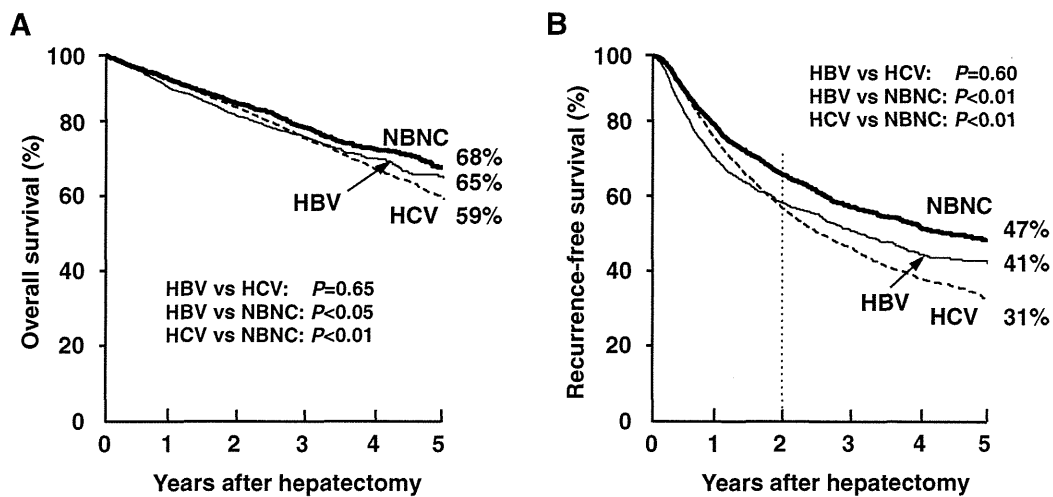 A
Overall survival (%)
100
80
60
40
20
0
NBNC
68%
65%
HBV
HCV
59%
HBV vs HCV: P=0.65
HBV vs NBNC: P<0.05
HCV vs NBNC: P<0.01
0 1 2 3 4 5
Years after hepatectomy
B
Recurrence-free survival (%)
100
80
60
40
20
0
HBV vs HCV: P=0.60
HBV vs NBNC: P<0.01
HCV vs NBNC: P<0.01
NBNC
47%
41%
HBV
HCV
31%
0 1 2 3 4 5
Years after hepatectomy